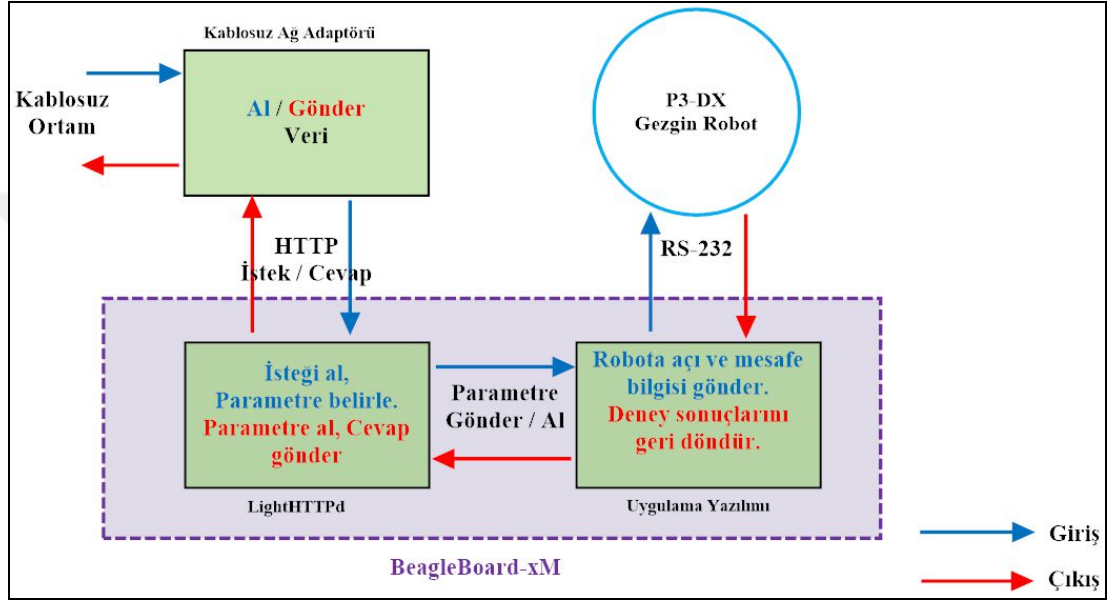 Kablosuz Ağ Adaptörü
Kablosuz
Ortam
Al / Gönder
Veri
P3-DX
Gezgin Robot
HTTP
İstek / Cevap
RS-232
İsteği al,
Parametre belirle.
Parametre al, Cevap
gönder
LightHTTPd
Parametre
Gönder / Al
Robota açı ve mesafe
bilgisi gönder.
Deney sonuçlarını
geri döndür.
Uygulama Yazılımı
BeagleBoard-xM
Giriş
Çıkış